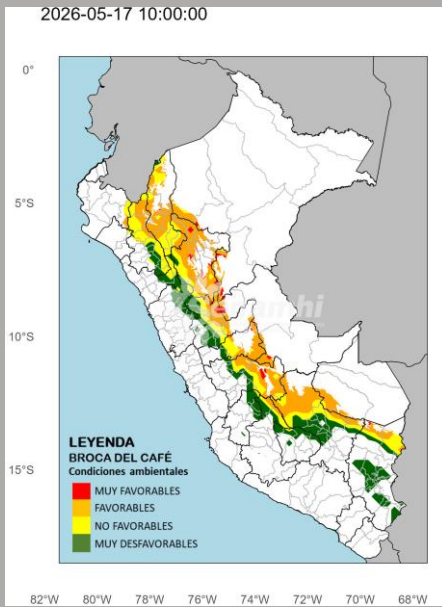 2026-05-17 10:00:00
0°
5°S
10°S
15°S
senamhi
LEYENDA
BROCA DEL CAFÉ
Condiciones ambientales
MUY FAVORABLES
FAVORABLES
NO FAVORABLES
MUY DESFAVORABLES
82°W 80°W 78°W 76°W 74°W 72°W 70°W 68°W